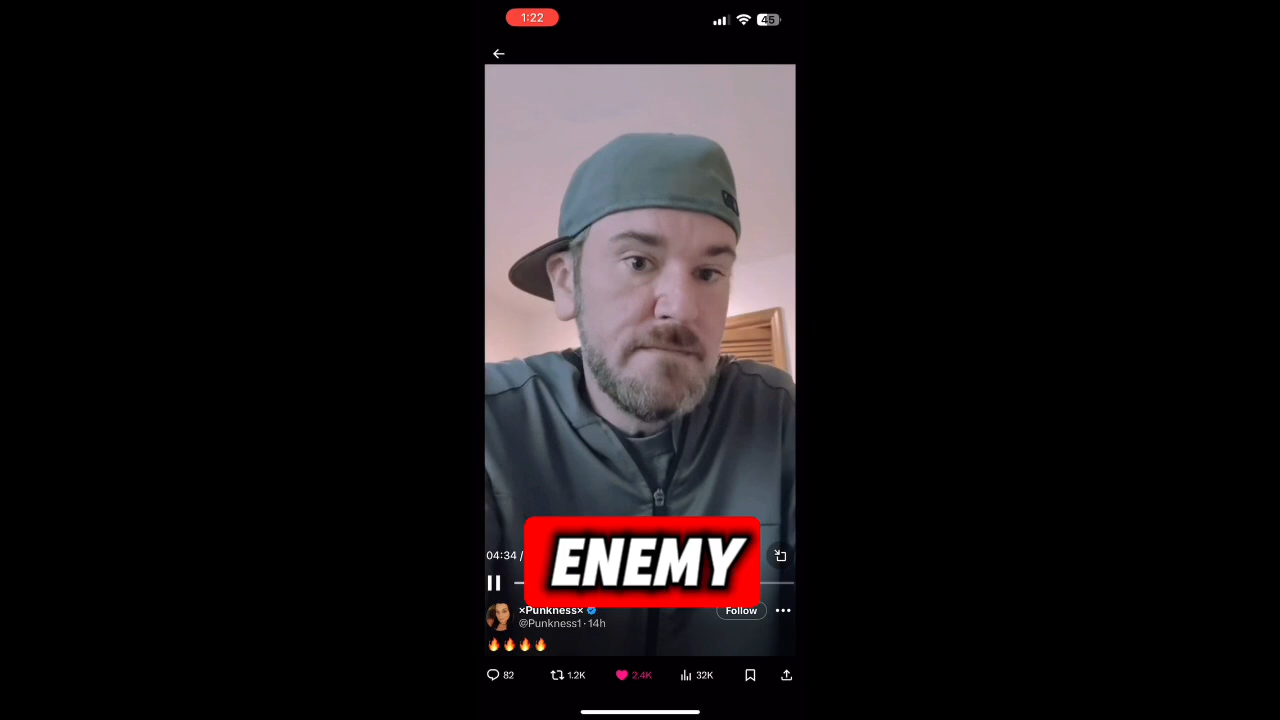 1:22
45
04:34 /
ENEMY
×Punkness×
Follow
@Punkness1 · 14h
82
1.2K
2.4K
32K